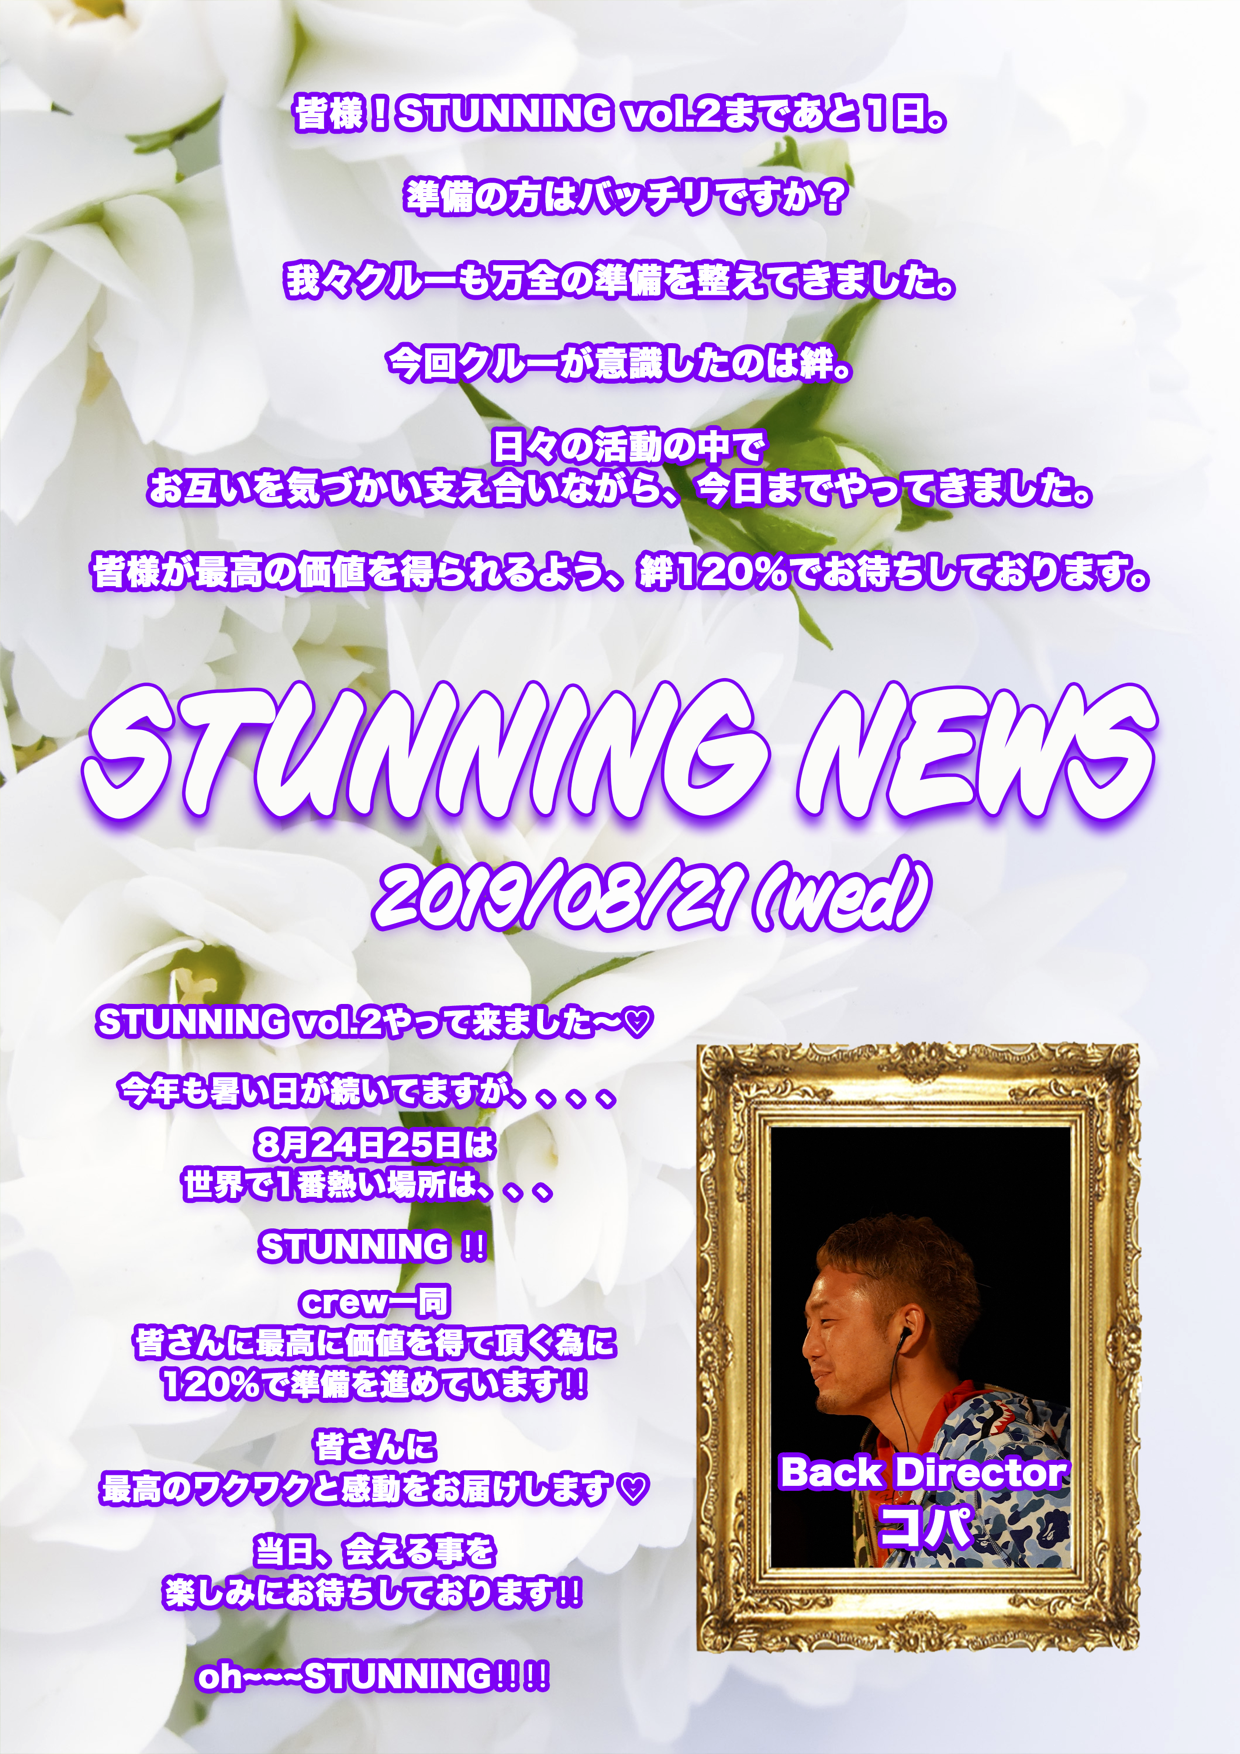 皆様！STUNNING vol.2まであと1日。
準備の方はバッチリですか？
我々クルーも万全の準備を整えてきました。
今回クルーが意識したのは絆。
日々の活動の中で
お互いを気づかい支え合いながら、今日までやってきました。
皆様が最高の価値を得られるよう、絆120％でお待ちしております。
STUNNING NEWS
2019/08/21 (wed)
STUNNING vol.2やって来ました〜♡
今年も暑い日が続いてますが、、、、
8月24日25日は
世界で1番熱い場所は、、、
STUNNING ‼
crew一同
皆さんに最高に価値を得て頂く為に
120%で準備を進めています‼
皆さんに
最高のワクワクと感動をお届けします♡
当日、会える事を
楽しみにお待ちしております‼
oh~~~STUNNING‼‼
Back Director
コパ